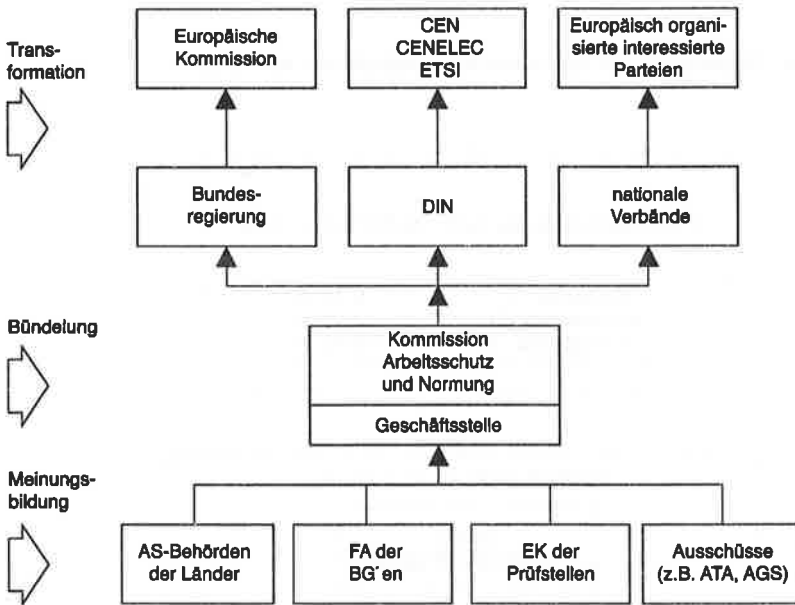 Trans-
formation
Europäische
Kommission
CEN
CENELEC
ETSI
Europäisch organi-
sierte interessierte
Parteien
Bundes-
regierung
DIN
nationale
Verbände
Bündelung
Kommission
Arbeitsschutz
und Normung
Geschäftsstelle
Meinungs-
bildung
AS-Behörden
der Länder
FA der
BG´en
EK der
Prüfstellen
Ausschüsse
(z.B. ATA, AGS)